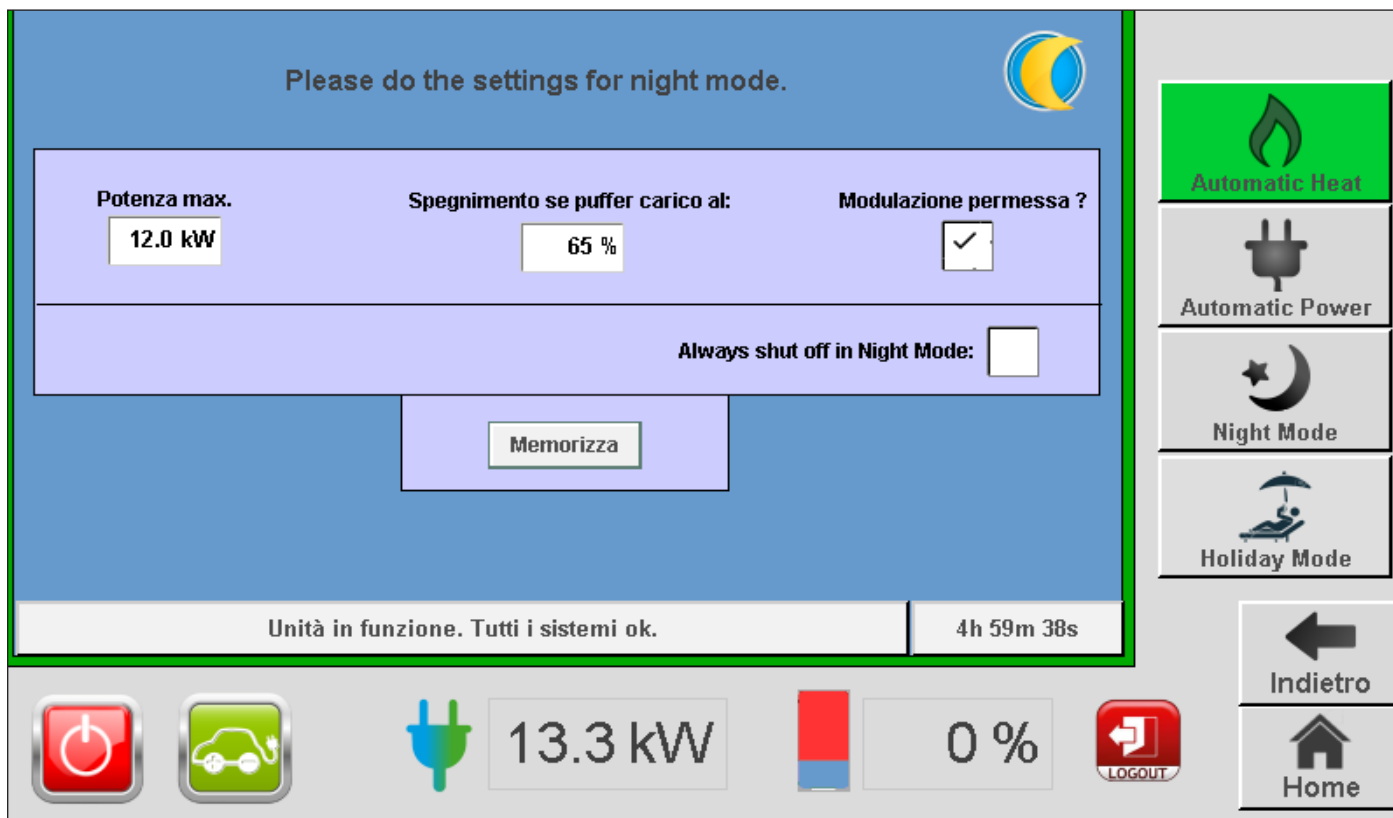 Please do the settings for night mode.
Potenza max.
12.0 kW
Spegnimento se puffer carico al:
65 %
Modulazione permessa ?
Always shut off in Night Mode:
Memorizza
Unità in funzione. Tutti i sistemi ok.
4h 59m 38s
13.3 kW
0 %
LOGOUT
Automatic Heat
Automatic Power
Night Mode
Holiday Mode
Indietro
Home